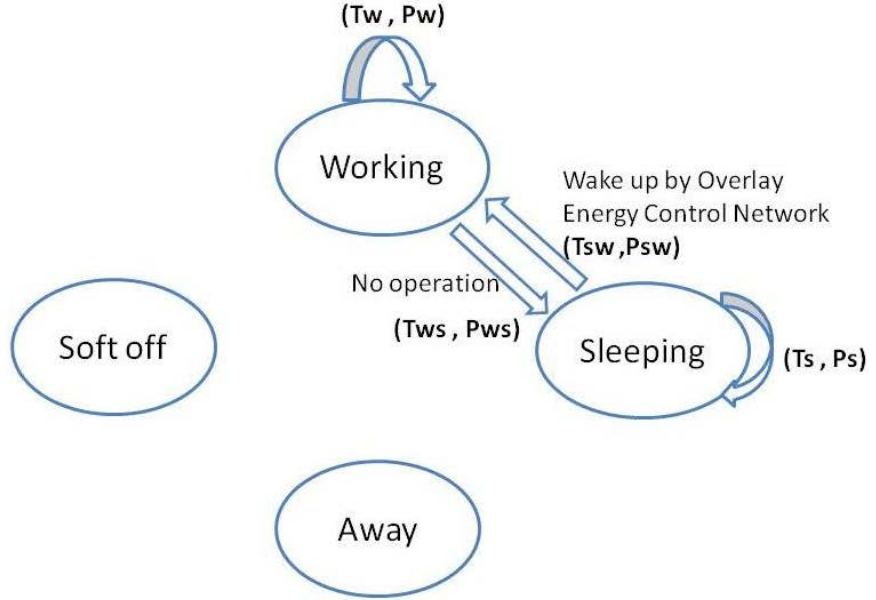 (Tw , Pw)
Working
Wake up by Overlay
Energy Control Network
(Tsw ,Psw)
No operation
(Tws , Pws)
Soft off
Sleeping
(Ts , Ps)
Away